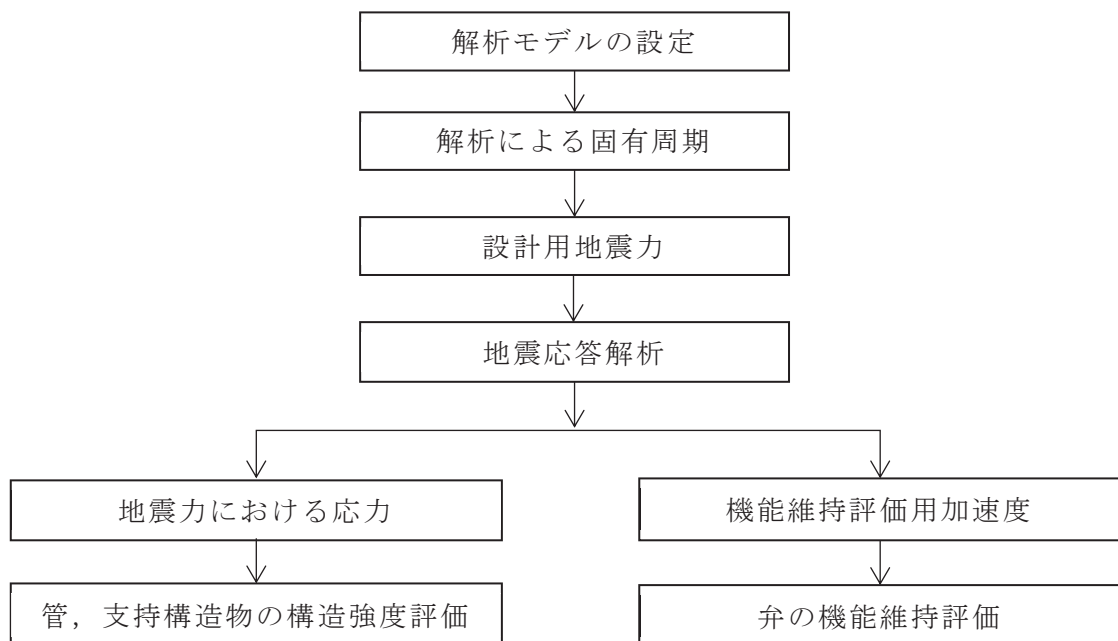 解析モデルの設定
解析による固有周期
設計用地震力
地震応答解析
地震力における応力
機能維持評価用加速度
管，支持構造物の構造強度評価
弁の機能維持評価